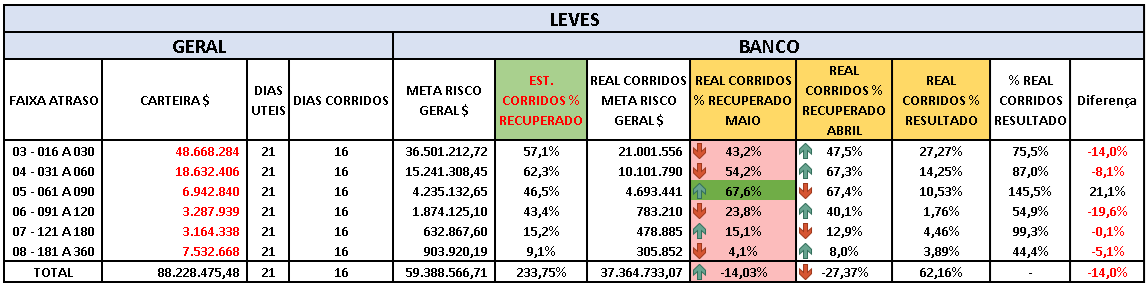 LEVES
GERAL BANCO
FAIXA ATRASO CARTEIRA $ DIAS UTEIS DIAS CORRIDOS META RISCO GERAL $ EST. CORRIDOS % RECUPERADO REAL CORRIDOS META RISCO GERAL $ REAL CORRIDOS % RECUPERADO MAIO REAL CORRIDOS % RECUPERADO ABRIL REAL CORRIDOS % RESULTADO % REAL CORRIDOS RESULTADO Diferença
03 - 016 A 030 48.668.284 21 16 36.501.212,72 57,1% 21.001.556 43,2% 47,5% 27,27% 75,5% -14,0%
04 - 031 A 060 18.632.406 21 16 15.241.308,45 62,3% 10.101.790 54,2% 67,3% 14,25% 87,0% -8,1%
05 - 061 A 090 6.942.840 21 16 4.235.132,65 46,5% 4.693.441 67,6% 67,4% 10,53% 145,5% 21,1%
06 - 091 A 120 3.287.939 21 16 1.874.125,10 43,4% 783.210 23,8% 40,1% 1,76% 54,9% -19,6%
07 - 121 A 180 3.164.338 21 16 632.867,60 15,2% 478.885 15,1% 12,9% 4,46% 99,3% -0,1%
08 - 181 A 360 7.532.668 21 16 903.920,19 9,1% 305.852 4,1% 8,0% 3,89% 44,4% -5,1%
TOTAL 88.228.475,48 21 16 59.388.566,71 233,75% 37.364.733,07 -14,03% -27,37% 62,16% - -14,0%